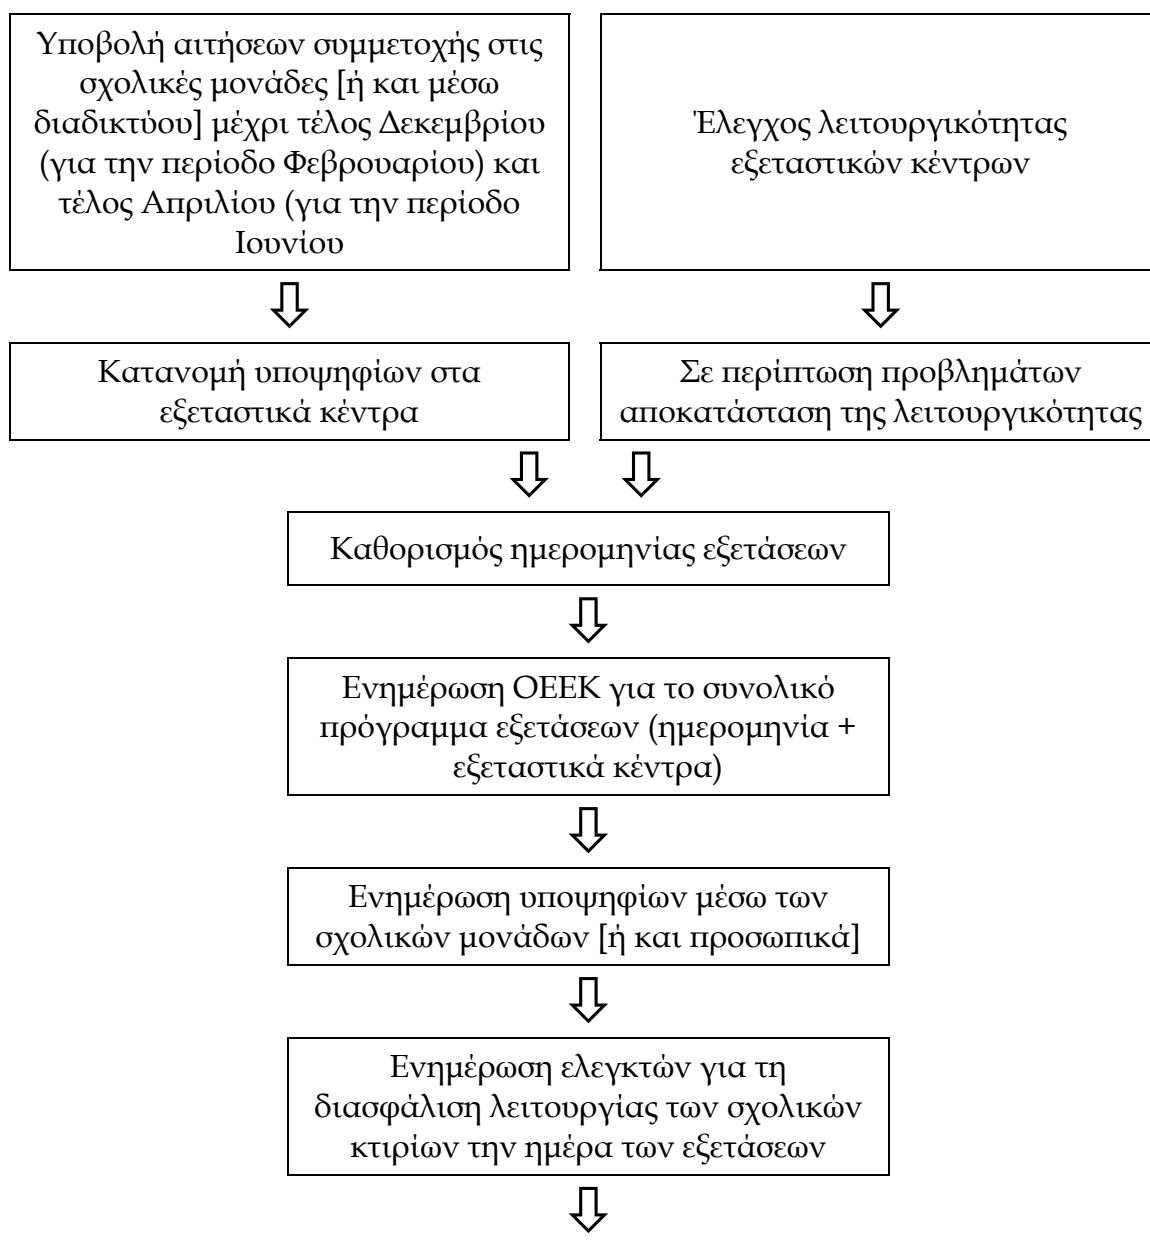 Υποβολή αιτήσεων συμμετοχής στις
σχολικές μονάδες [ή και μέσω
διαδικτύου] μέχρι τέλος Δεκεμβρίου
(για την περίοδο Φεβρουαρίου) και
τέλος Απριλίου (για την περίοδο
Ιουνίου
Έλεγχος λειτουργικότητας
εξεταστικών κέντρων
Κατανομή υποψηφίων στα
εξεταστικά κέντρα
Σε περίπτωση προβλημάτων
αποκατάσταση της λειτουργικότητας
Καθορισμός ημερομηνίας εξετάσεων
Ενημέρωση ΟΕΕΚ για το συνολικό
πρόγραμμα εξετάσεων (ημερομηνία +
εξεταστικά κέντρα)
Ενημέρωση υποψηφίων μέσω των
σχολικών μονάδων [ή και προσωπικά]
Ενημέρωση ελεγκτών για τη
διασφάλιση λειτουργίας των σχολικών
κτιρίων την ημέρα των εξετάσεων